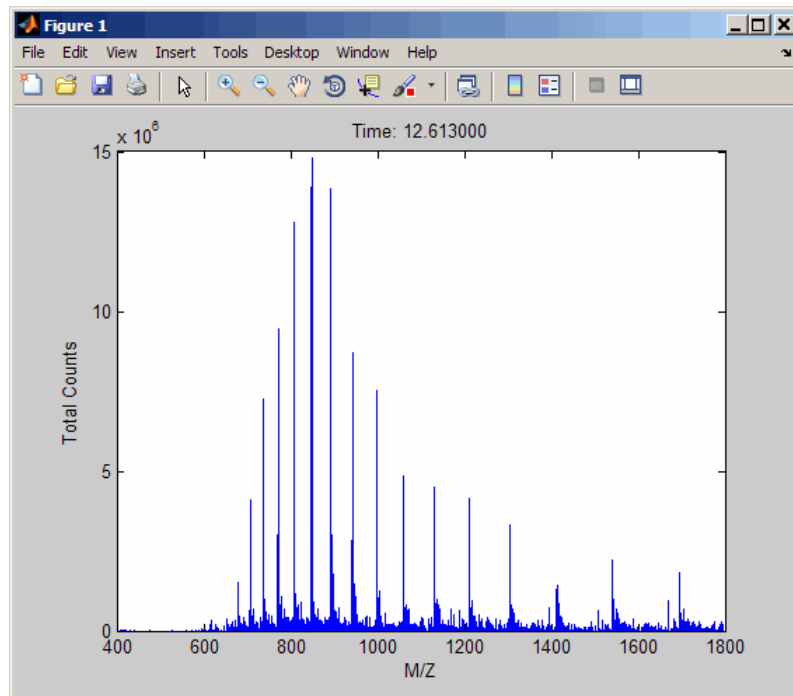 Figure 1
File Edit View Insert Tools Desktop Window Help
x 10^6
Time: 12.613000
15
10
5
0
Total Counts
400 600 800 1000 1200 1400 1600 1800
M/Z